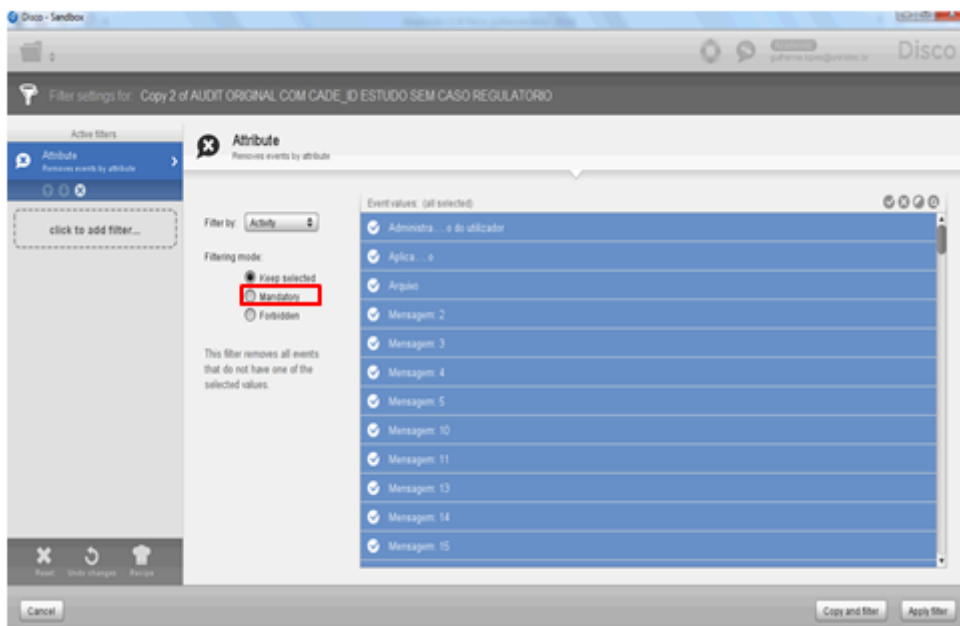 Disco - Sandbox
Disco
Filter settings for: Copy 2 of AUDIT ORIGINAL COM CADE_ID ESTUDO SEM CASO REGULATORIO
Active filters
Attribute
Removes events by attribute
click to add filter...
Attribute
Removes events by attribute
Filter by: Activity
Filtering mode:
Keep selected
Mandatory
Forbidden
This filter removes all events
that do not have one of the
selected values.
Event values: (all selected)
Administra. . . o do utilizador
Aplica. . . o
Arquivo
Mensagem: 2
Mensagem: 3
Mensagem: 4
Mensagem: 5
Mensagem: 10
Mensagem: 11
Mensagem: 13
Mensagem: 14
Mensagem: 15
Reset Undo changes Recipe
Cancel
Copy and filter Apply filter